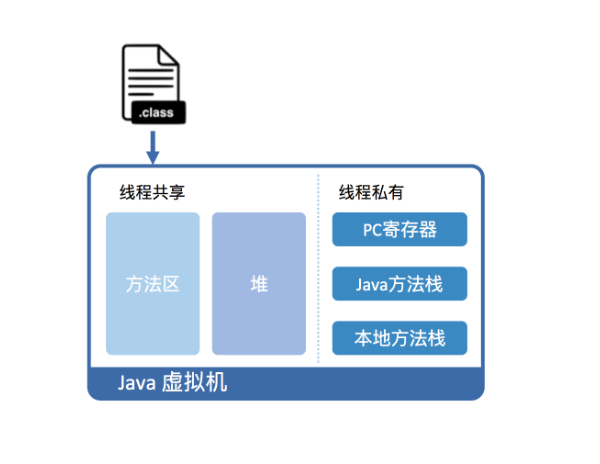 .class
线程共享
线程私有
方法区
堆
PC寄存器
Java方法栈
本地方法栈
Java 虚拟机